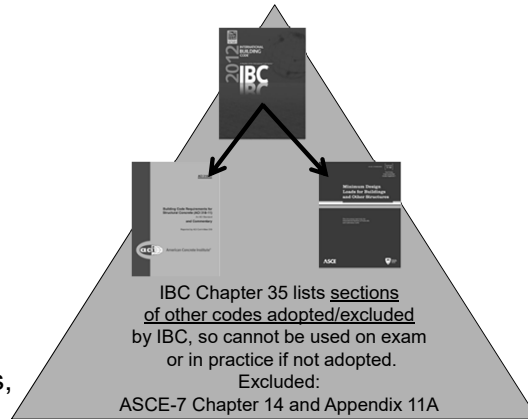 INTERNATIONAL
BUILDING
CODE
2012
IBC
Building Code Requirements for
Structural Concrete (ACI 318-11)
and Commentary
aci
American Concrete Institute
Minimum Design
Loads for Buildings
and Other Structures
ASCE
IBC Chapter 35 lists sections
of other codes adopted/excluded
by IBC, so cannot be used on exam
or in practice if not adopted.
Excluded:
s,
ASCE-7 Chapter 14 and Appendix 11A